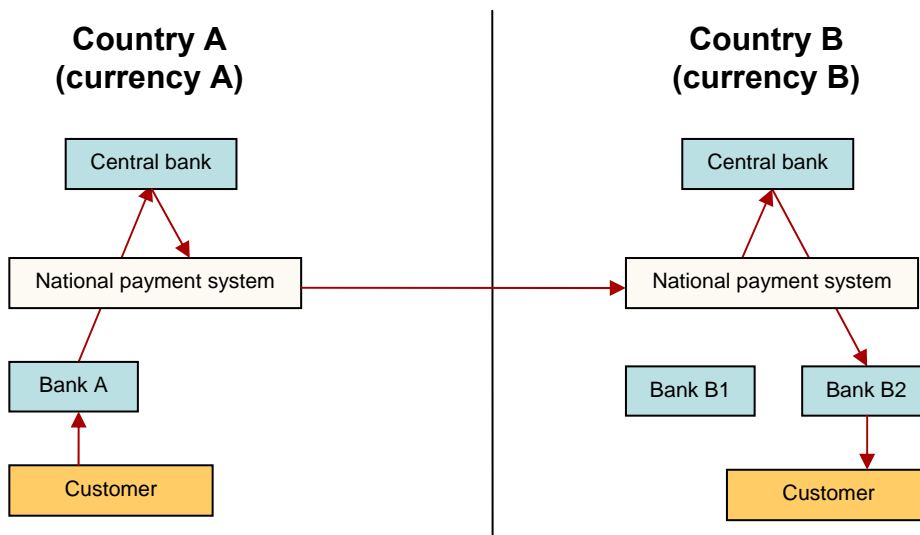 Country A
(currency A)
Country B
(currency B)
Central bank
Central bank
National payment system
National payment system
Bank A
Bank B1
Bank B2
Customer
Customer